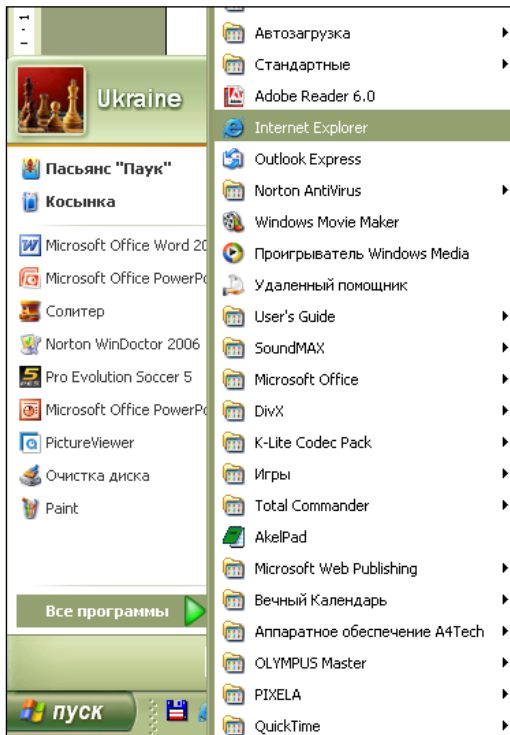 Ukraine
Пасьянс "Паук"
Косынка
Microsoft Office Word 20
Microsoft Office PowerPo
Солитер
Norton WinDoctor 2006
Pro Evolution Soccer 5
Microsoft Office PowerPo
PictureViewer
Очистка диска
Paint
Все программы
пуск
Автозагрузка
Стандартные
Adobe Reader 6.0
Internet Explorer
Outlook Express
Norton AntiVirus
Windows Movie Maker
Проигрыватель Windows Media
Удаленный помощник
User's Guide
SoundMAX
Microsoft Office
DivX
K-Lite Codec Pack
Игры
Total Commander
AkelPad
Microsoft Web Publishing
Вечный Календарь
Аппаратное обеспечение A4Tech
OLYMPUS Master
PIXELA
QuickTime